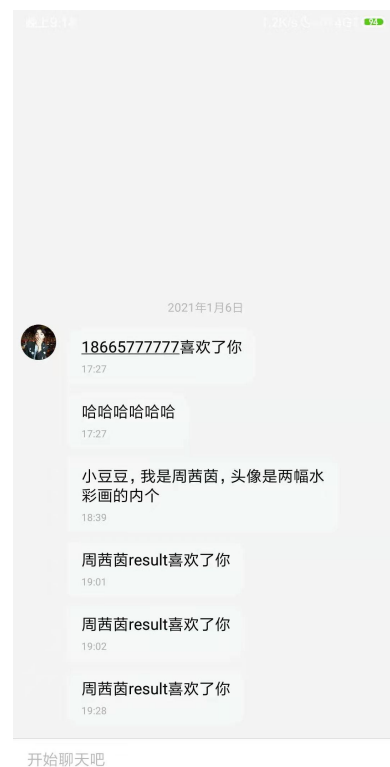 晚上9:18
94
2021年1月6日
18665777777喜欢了你
17:27
哈哈哈哈哈哈
17:27
小豆豆，我是周茜茵，头像是两幅水
彩画的内个
18:39
周茜茵result喜欢了你
19:01
周茜茵result喜欢了你
19:02
周茜茵result喜欢了你
19:28
开始聊天吧